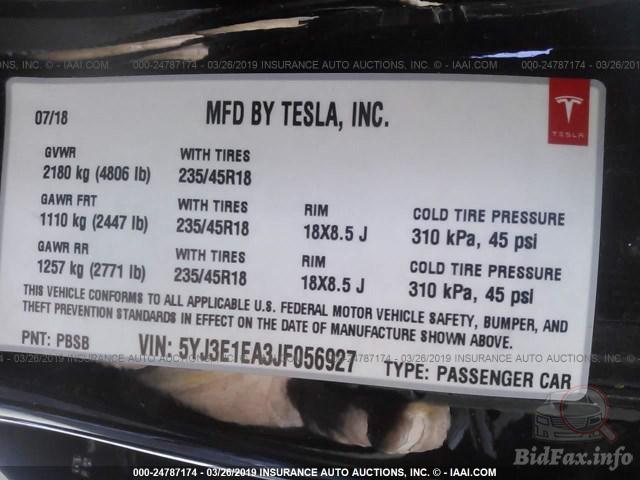 000-24787174 - 03/26/2019 INSURANCE AUTO AUCTIONS, INC. - © IAAI.COM
07/18
MFD BY TESLA, INC.
TESLA
GVWR WITH TIRES
2180 kg (4806 lb) 235/45R18
GAWR FRT WITH TIRES RIM COLD TIRE PRESSURE
1110 kg (2447 lb) 235/45R18 18X8.5 J 310 kPa, 45 psi
GAWR RR WITH TIRES RIM COLD TIRE PRESSURE
1257 kg (2771 lb) 235/45R18 18X8.5 J 310 kPa, 45 psi
THIS VEHICLE CONFORMS TO ALL APPLICABLE U.S. FEDERAL MOTOR VEHICLE SAFETY, BUMPER, AND
THEFT PREVENTION STANDARDS IN EFFECT ON THE DATE OF MANUFACTURE SHOWN ABOVE.
PNT: PBSB VIN: 5YJ3E1EA3JF056927 TYPE: PASSENGER CAR
BidFax.info
000-24787174 - 03/26/2019 INSURANCE AUTO AUCTIONS, INC. - © IAAI.COM